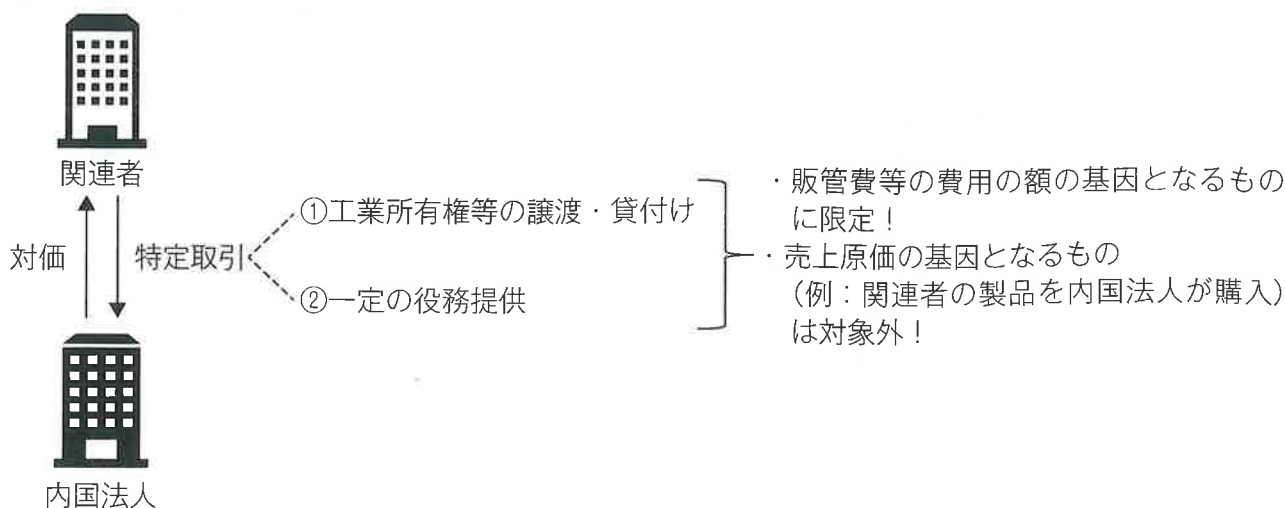 関連者
対価
特定取引
①工業所有権等の譲渡・貸付け
②一定の役務提供
・販管費等の費用の額の基因となるもの
に限定！
・売上原価の基因となるもの
（例：関連者の製品を内国法人が購入）
は対象外！
内国法人